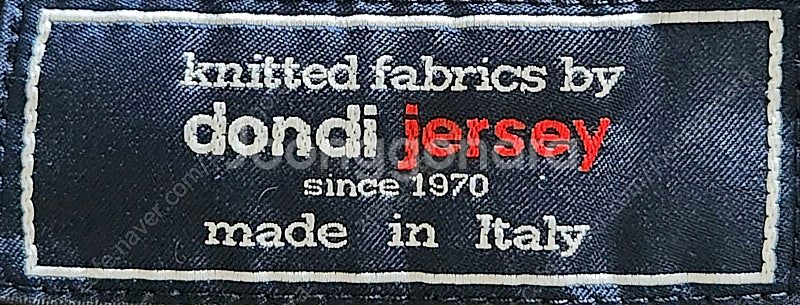 knitted fabrics by
dondi jersey
since 1970
made in Italy